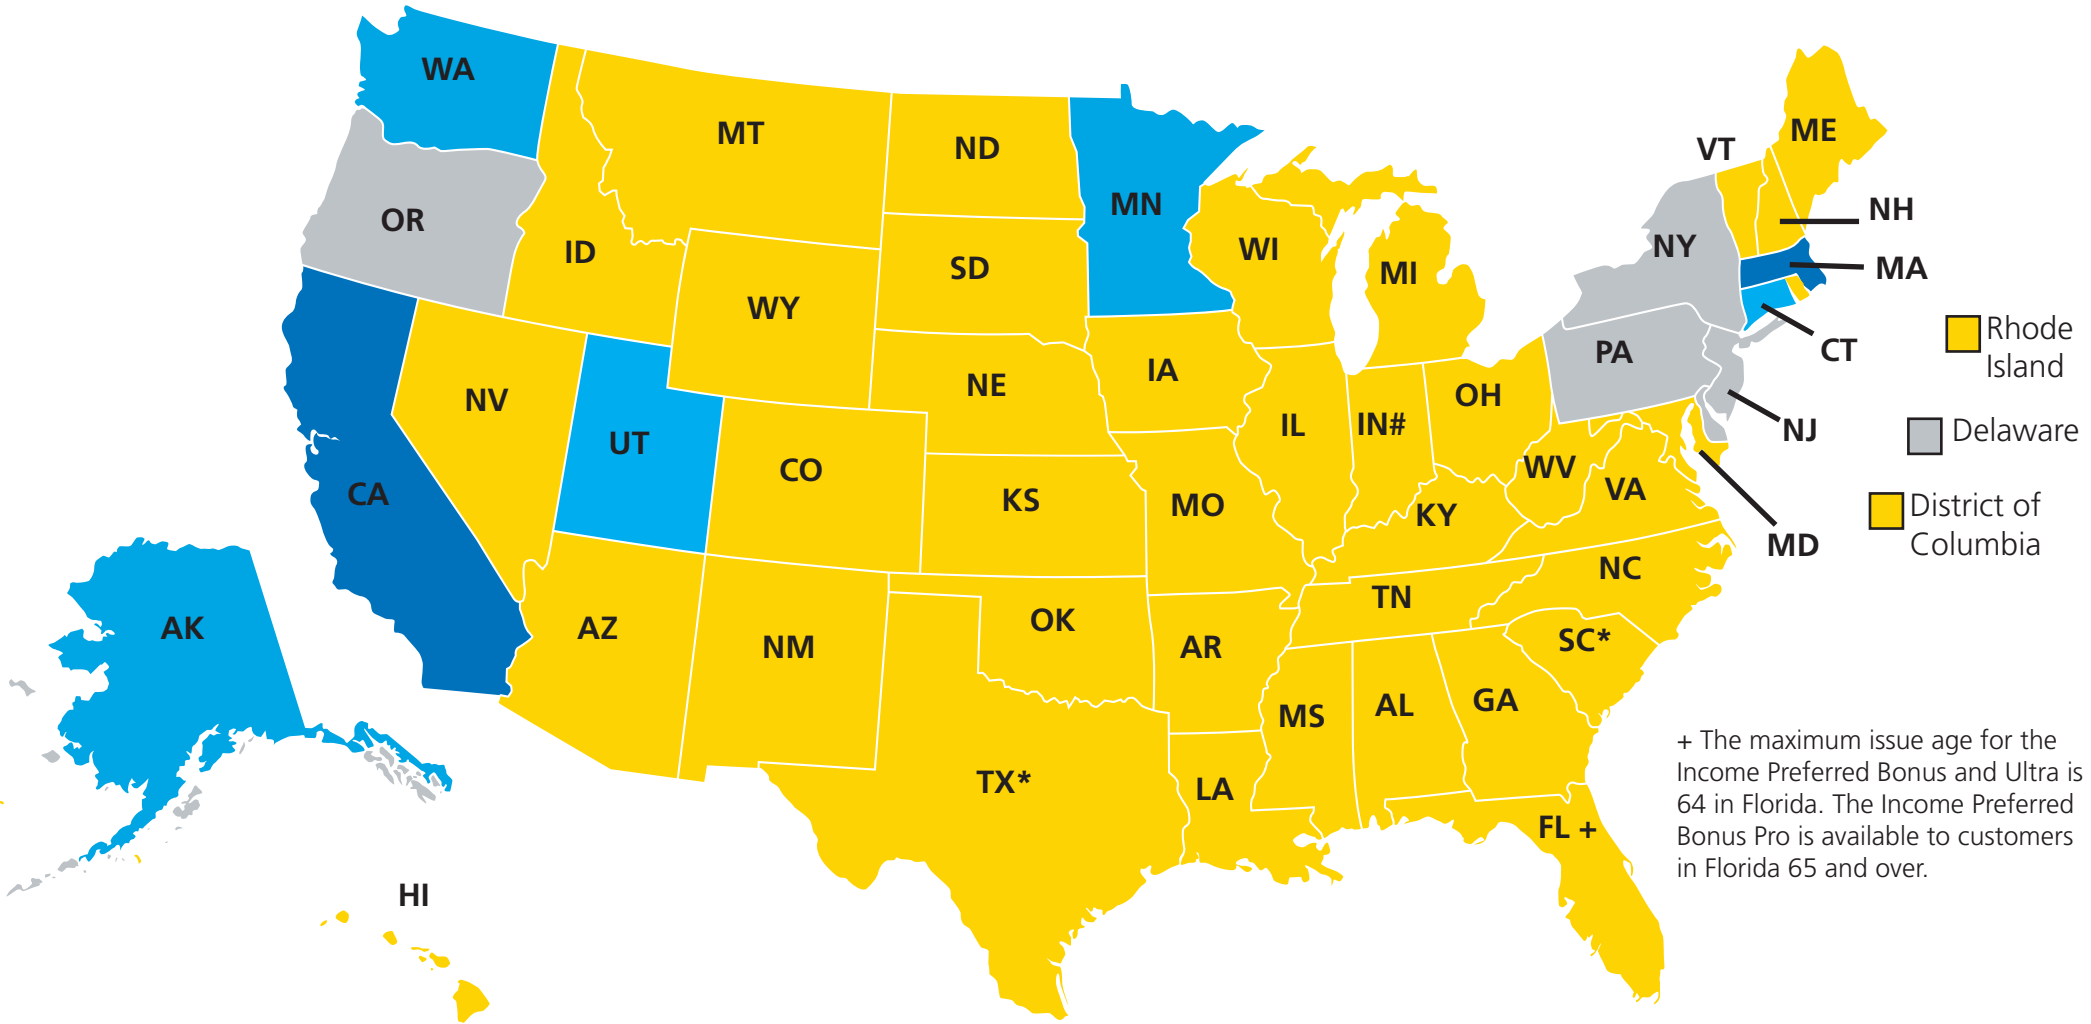 WA
MT
ND
MN
VT
ME
OR
ID
SD
WI
MI
NY
NH
MA
WY
CT
Rhode
Island
NV
NE
IA
IL
IN#
OH
PA
NJ
Delaware
UT
CO
KS
MO
KY
WV
VA
MD
District of
Columbia
CA
AK
AZ
NM
OK
AR
TN
NC
SC*
TX*
LA
MS
AL
GA
FL +
HI
+ The maximum issue age for the
Income Preferred Bonus and Ultra is
64 in Florida. The Income Preferred
Bonus Pro is available to customers
in Florida 65 and over.